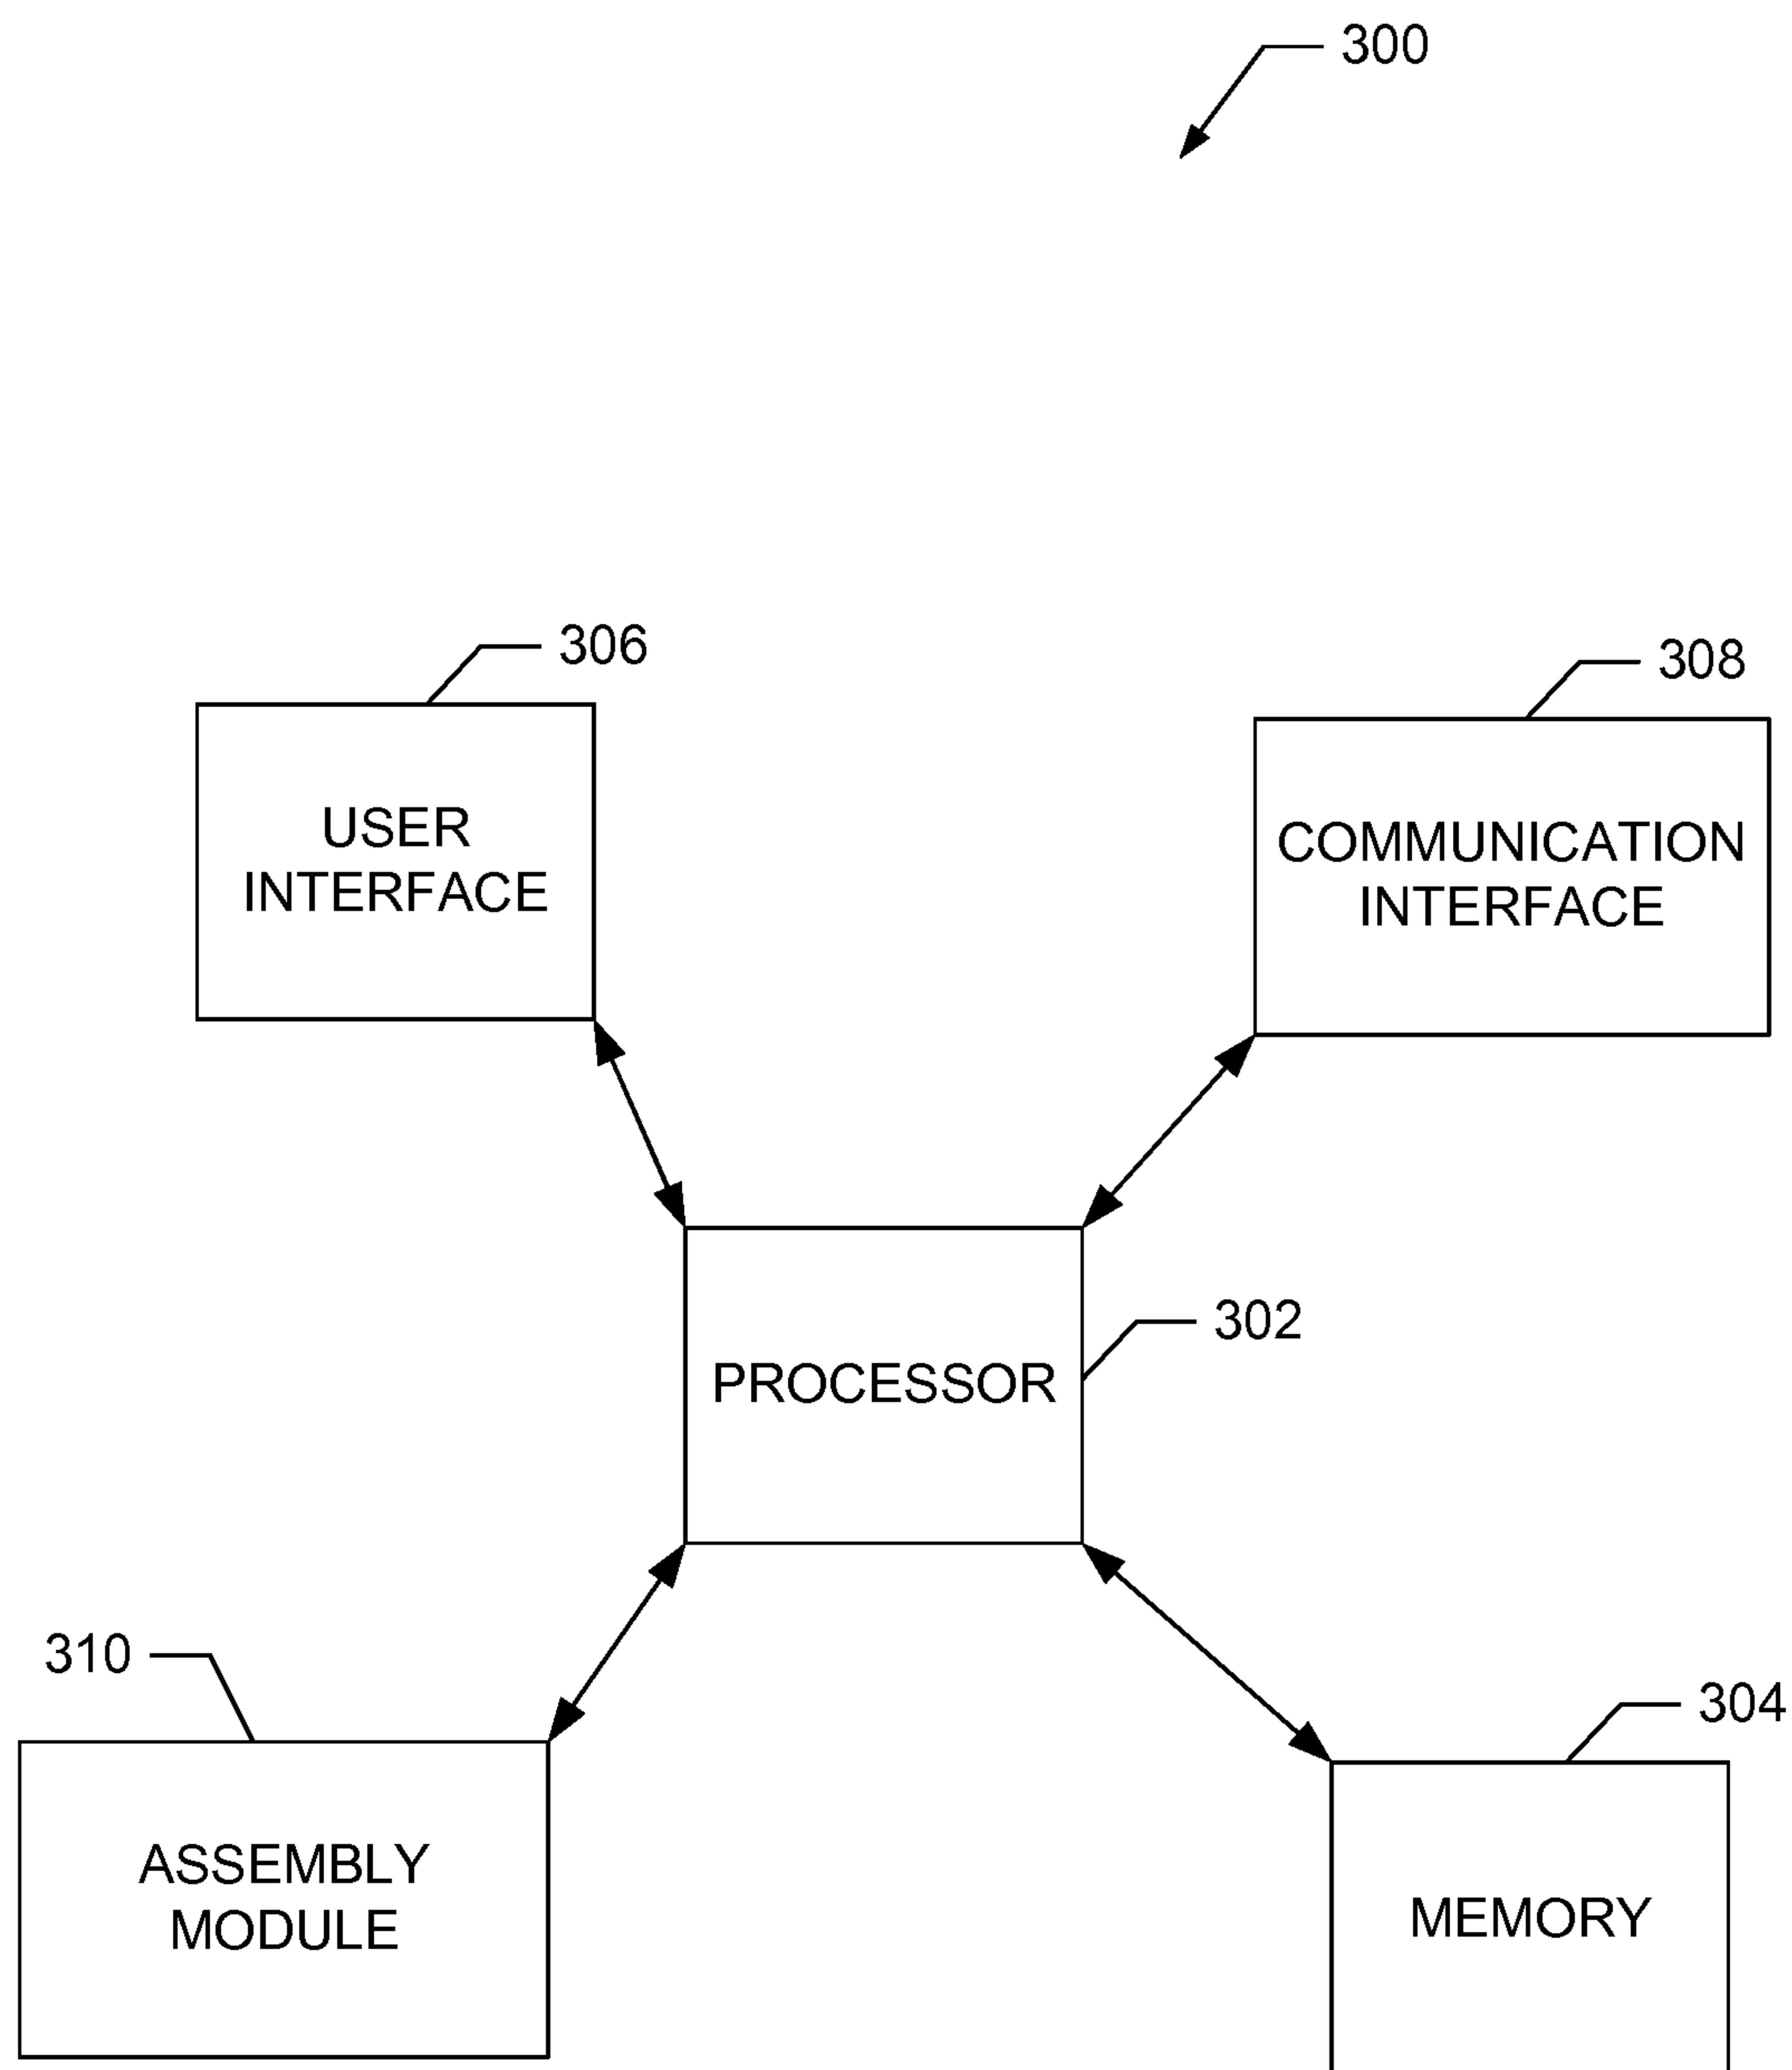 300
306
308
USER
INTERFACE
COMMUNICATION
INTERFACE
302
PROCESSOR
310
304
ASSEMBLY
MODULE
MEMORY